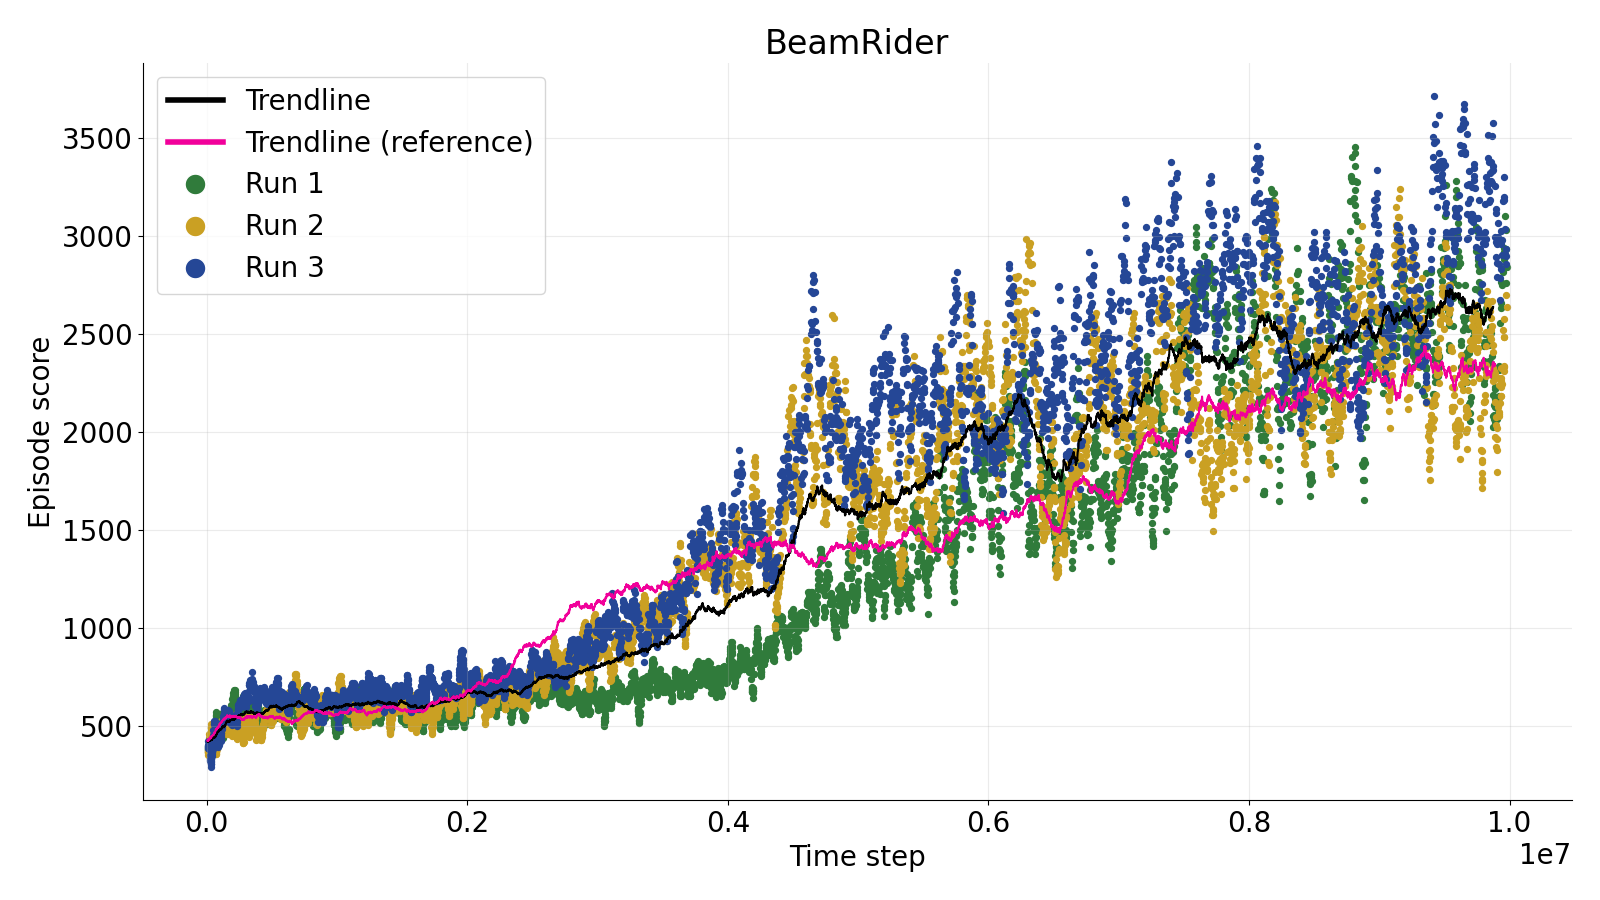 BeamRider
Trendline
Trendline (reference)
Run 1
Run 2
Run 3
Episode score
3500
3000
2500
2000
1500
1000
500
0.0 0.2 0.4 0.6 0.8 1.0
Time step
1e7